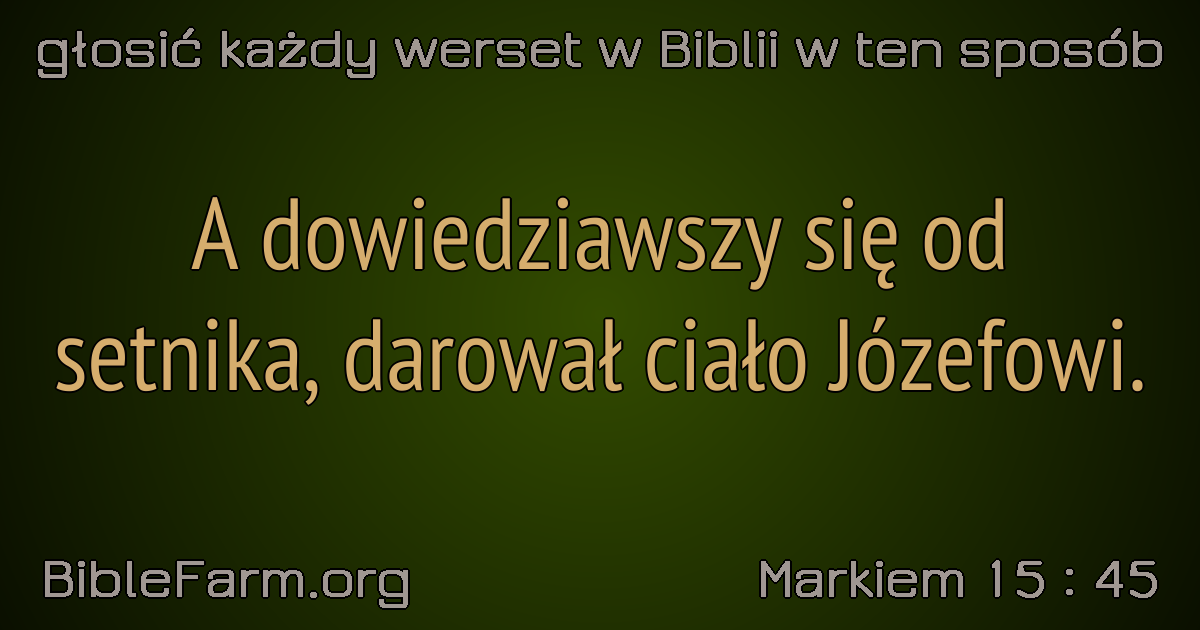 głosić każdy werset w Biblii w ten sposób
A dowiedziawszy się od
setnika, darował ciało Józefowi.
BibleFarm.org
Markiem 15 : 45